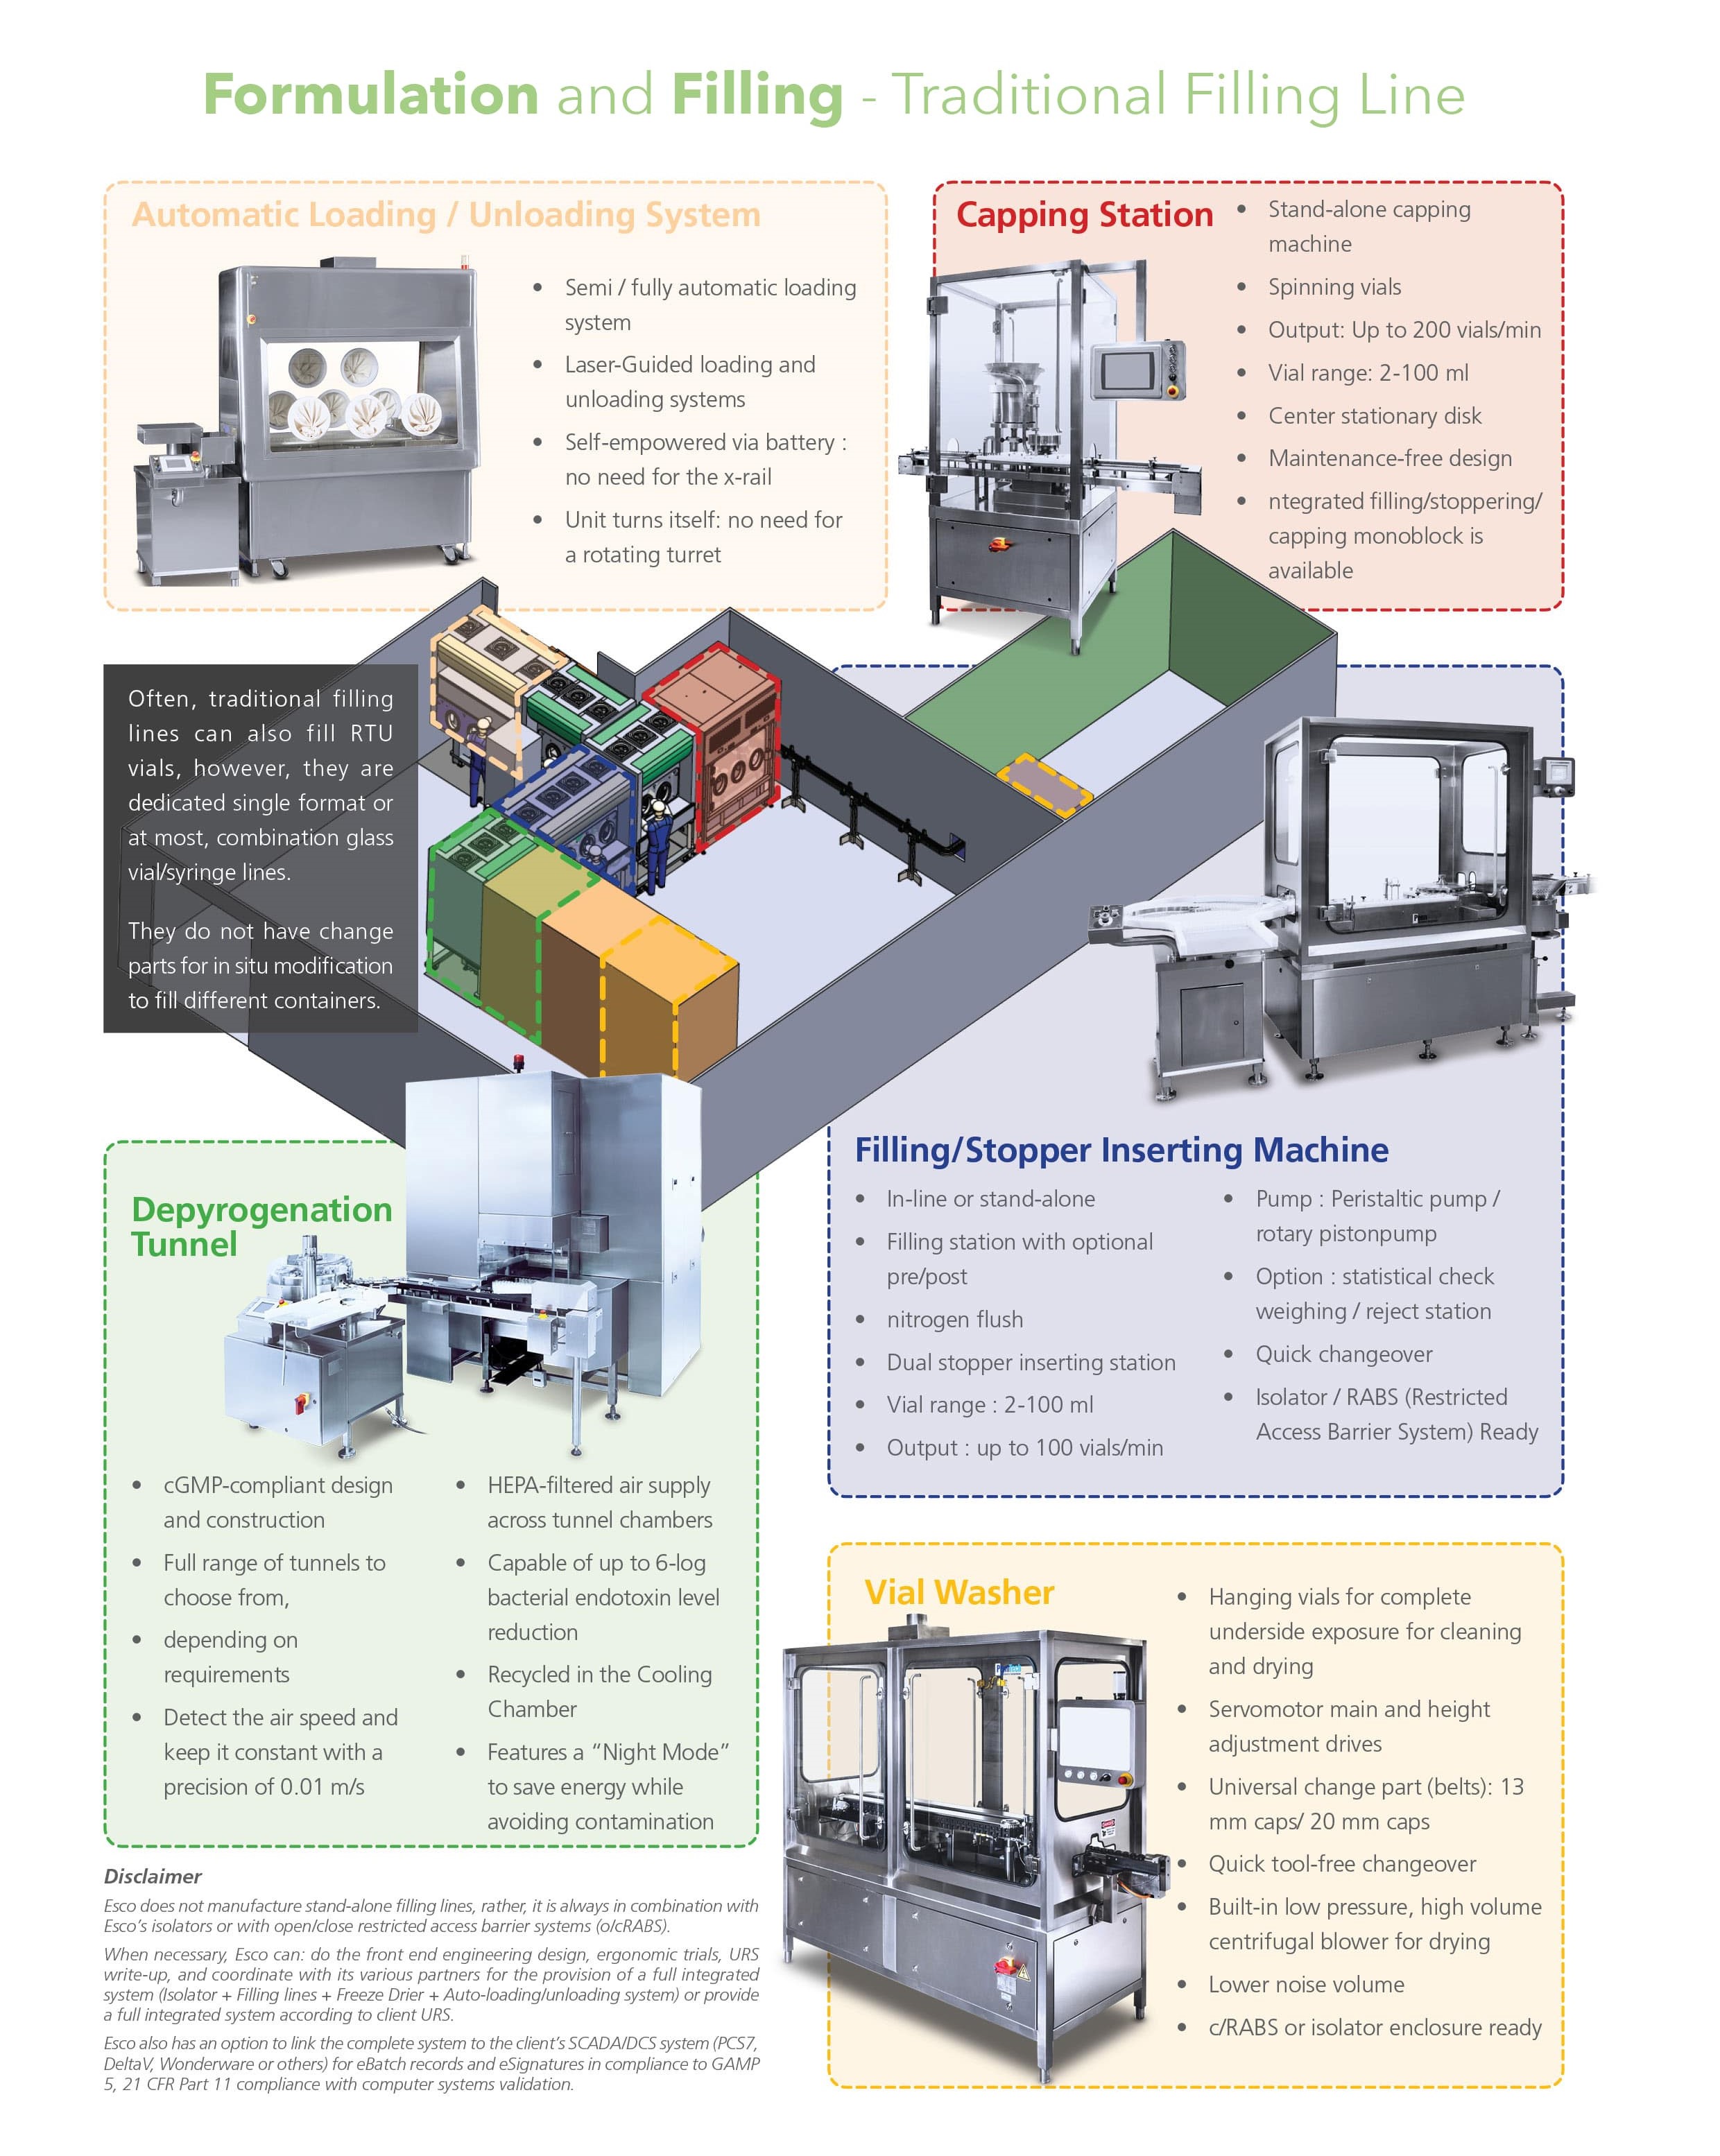 Formulation and Filling - Traditional Filling Line
Automatic Loading / Unloading System
• Semi / fully automatic loading
system
• Laser-Guided loading and
unloading systems
• Self-empowered via battery :
no need for the x-rail
• Unit turns itself: no need for
a rotating turret
Capping Station
• Stand-alone capping
machine
• Spinning vials
• Output: Up to 200 vials/min
• Vial range: 2-100 ml
• Center stationary disk
• Maintenance-free design
• ntegrated filling/stoppering/
capping monoblock is
available
Often, traditional filling
lines can also fill RTU
vials, however, they are
dedicated single format or
at most, combination glass
vial/syringe lines.
They do not have change
parts for in situ modification
to fill different containers.
Filling/Stopper Inserting Machine
• In-line or stand-alone
• Filling station with optional
pre/post
• nitrogen flush
• Dual stopper inserting station
• Vial range : 2-100 ml
• Output : up to 100 vials/min
• Pump : Peristaltic pump /
rotary pistonpump
• Option : statistical check
weighing / reject station
• Quick changeover
• Isolator / RABS (Restricted
Access Barrier System) Ready
Depyrogenation
Tunnel
• cGMP-compliant design
and construction
• Full range of tunnels to
choose from,
• depending on
requirements
• Detect the air speed and
keep it constant with a
precision of 0.01 m/s
• HEPA-filtered air supply
across tunnel chambers
• Capable of up to 6-log
bacterial endotoxin level
reduction
• Recycled in the Cooling
Chamber
• Features a “Night Mode”
to save energy while
avoiding contamination
Vial Washer
• Hanging vials for complete
underside exposure for cleaning
and drying
• Servomotor main and height
adjustment drives
• Universal change part (belts): 13
mm caps/ 20 mm caps
• Quick tool-free changeover
• Built-in low pressure, high volume
centrifugal blower for drying
• Lower noise volume
• c/RABS or isolator enclosure ready
Disclaimer
Esco does not manufacture stand-alone filling lines, rather, it is always in combination with
Esco’s isolators or with open/close restricted access barrier systems (o/cRABS).
When necessary, Esco can: do the front end engineering design, ergonomic trials, URS
write-up, and coordinate with its various partners for the provision of a full integrated
system (Isolator + Filling lines + Freeze Drier + Auto-loading/unloading system) or provide
a full integrated system according to client URS.
Esco also has an option to link the complete system to the client’s SCADA/DCS system (PCS7,
DeltaV, Wonderware or others) for eBatch records and eSignatures in compliance to GAMP
5, 21 CFR Part 11 compliance with computer systems validation.